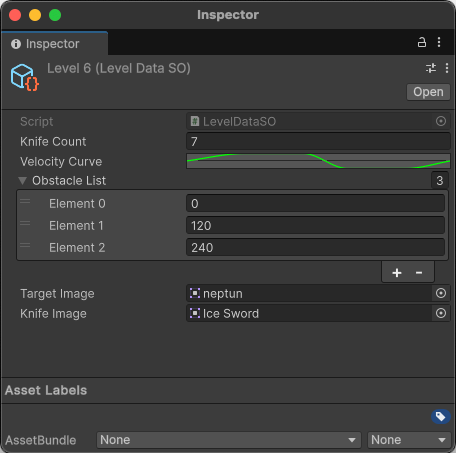 Inspector
Inspector
Level 6 (Level Data SO)
Open
Script
LevelDataSO
Knife Count
7
Velocity Curve
Obstacle List
3
Element 0
0
Element 1
120
Element 2
240
Target Image
neptun
Knife Image
Ice Sword
Asset Labels
AssetBundle
None
None